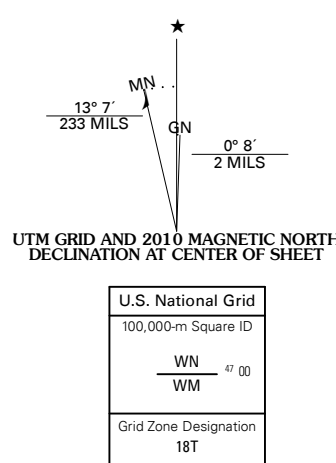 ★
MN
13° 7´
233 MILS
GN
0° 8´
2 MILS
UTM GRID AND 2010 MAGNETIC NORTH
DECLINATION AT CENTER OF SHEET
U.S. National Grid
100,000-m Square ID
WN
47 00
WM
Grid Zone Designation
18T